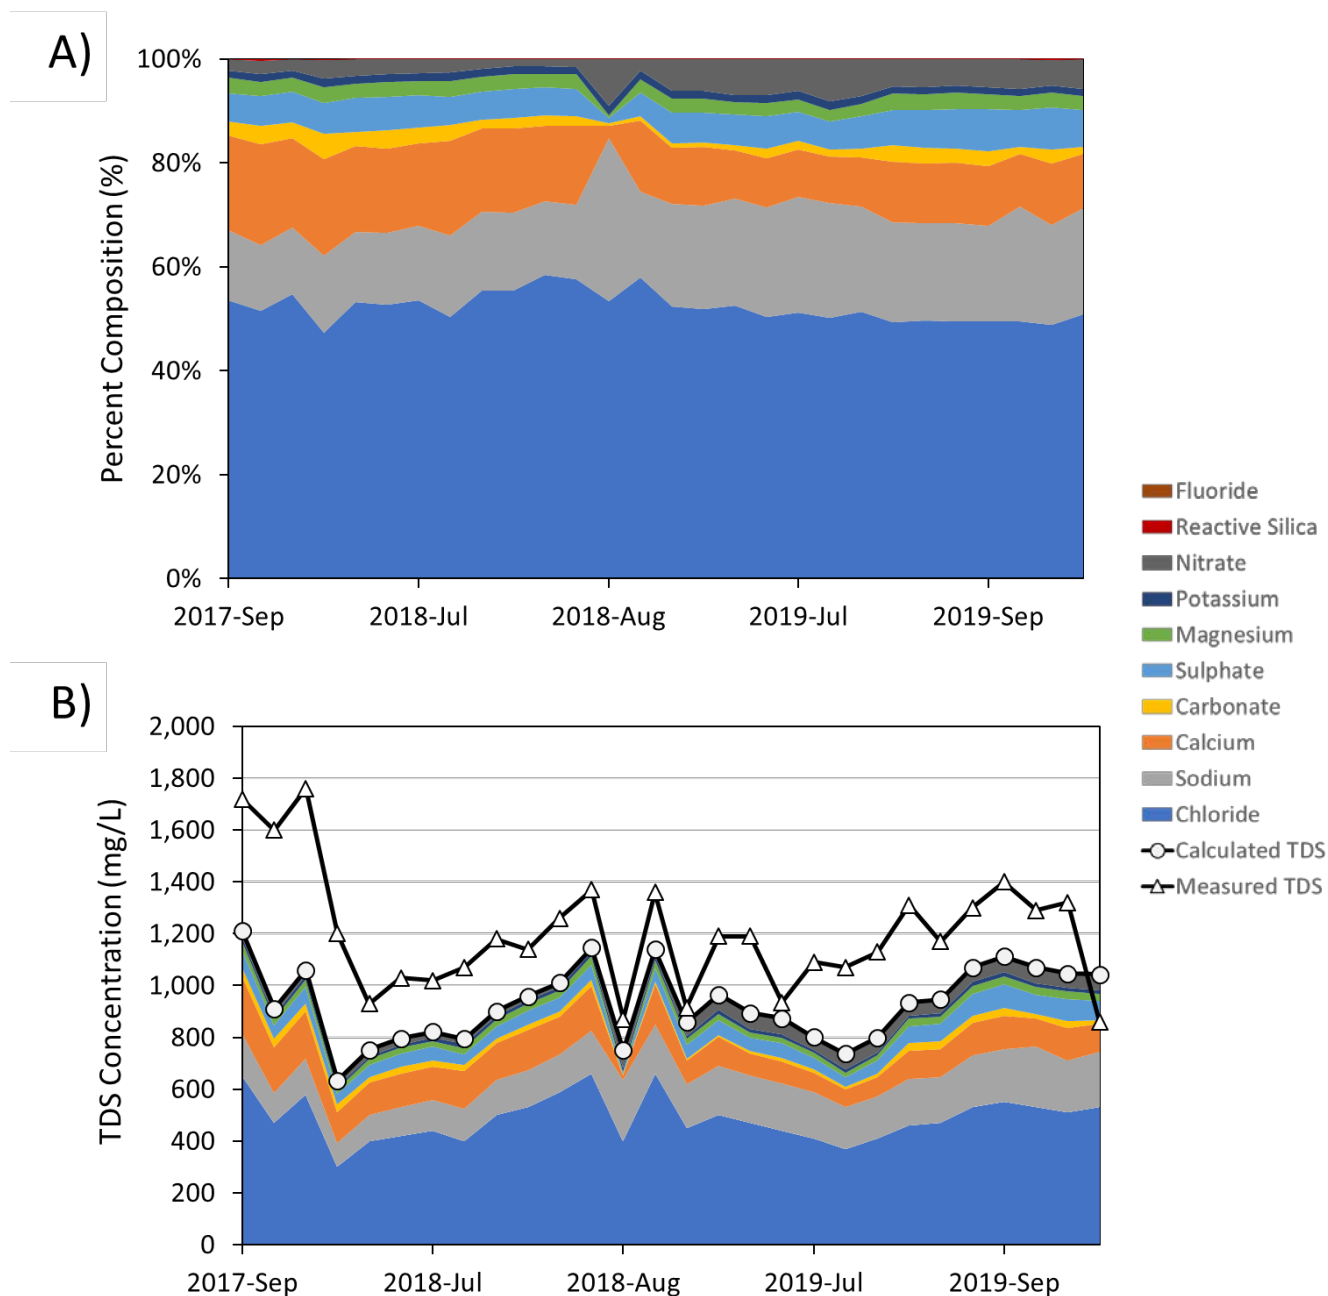 A)
100%
80%
60%
40%
20%
0%
Percent Composition (%)
2017-Sep 2018-Jul 2018-Aug 2019-Jul 2019-Sep
B)
2,000
1,800
1,600
1,400
1,200
1,000
800
600
400
200
0
TDS Concentration (mg/L)
2017-Sep 2018-Jul 2018-Aug 2019-Jul 2019-Sep
Fluoride
Reactive Silica
Nitrate
Potassium
Magnesium
Sulphate
Carbonate
Calcium
Sodium
Chloride
Calculated TDS
Measured TDS